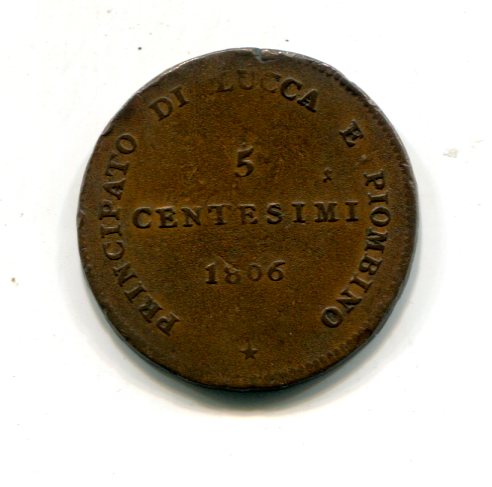 PRINCIPATO DI LUCCA E PIOMBINO
5
CENTESIMI
1806